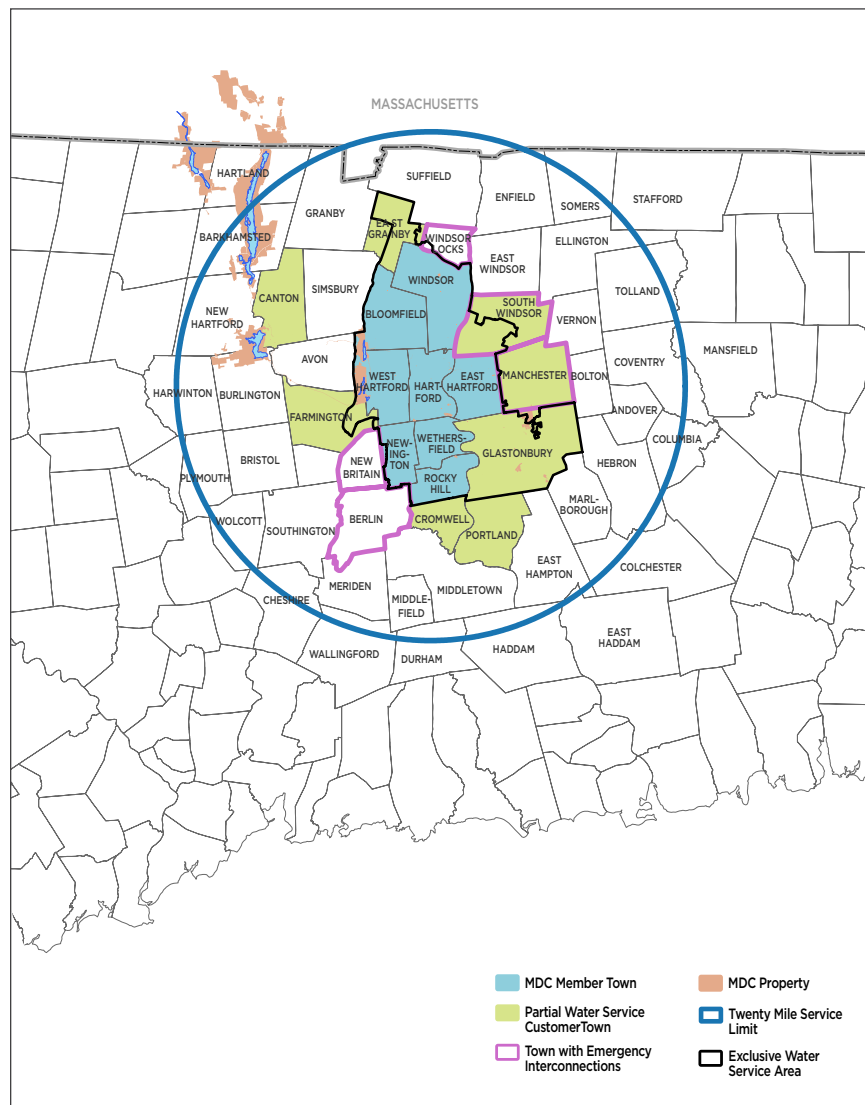 MASSACHUSETTS
HARTLAND
SUFFIELD
ENFIELD
SOMERS
STAFFORD
GRANBY
EAST
GRANBY
WINDSOR
LOCKS
BARKHAMSTED
ELLINGTON
EAST
WINDSOR
WINDSOR
SIMSBURY
CANTON
TOLLAND
SOUTH
WINDSOR
NEW
HARTFORD
BLOOMFIELD
VERNON
MANSFIELD
AVON
COVENTRY
WEST
HARTFORD
HART-
FORD
EAST
HARTFORD
MANCHESTER
BOLTON
HARWINTON
BURLINGTON
ANDOVER
FARMINGTON
COLUMBIA
NEW-
ING-
TON
WETHERS-
FIELD
GLASTONBURY
BRISTOL
HEBRON
PLYMOUTH
NEW
BRITAIN
ROCKY
HILL
MARL-
BOROUGH
WOLCOTT
SOUTHINGTON
BERLIN
CROMWELL
PORTLAND
EAST
HAMPTON
COLCHESTER
MERIDEN
MIDDLETOWN
CHESHIRE
MIDDLE-
FIELD
EAST
HADDAM
WALLINGFORD
DURHAM
HADDAM
MDC Member Town
Partial Water Service
CustomerTown
Town with Emergency
Interconnections
MDC Property
Twenty Mile Service
Limit
Exclusive Water
Service Area